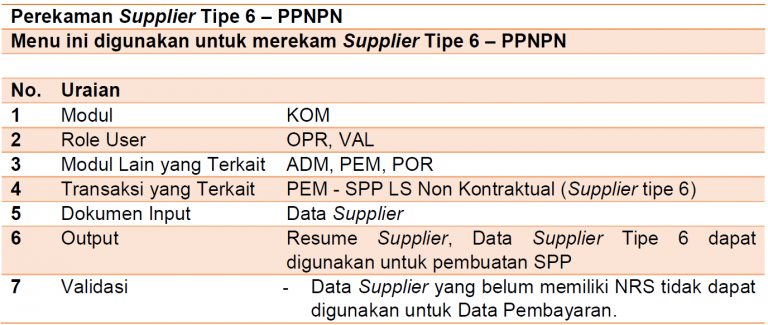 Perekaman Supplier Tipe 6 – PPNPN
Menu ini digunakan untuk merekam Supplier Tipe 6 – PPNPN
No. Uraian
1 Modul KOM
2 Role User OPR, VAL
3 Modul Lain yang Terkait ADM, PEM, POR
4 Transaksi yang Terkait PEM - SPP LS Non Kontraktual (Supplier tipe 6)
5 Dokumen Input Data Supplier
6 Output Resume Supplier, Data Supplier Tipe 6 dapat
digunakan untuk pembuatan SPP
7 Validasi - Data Supplier yang belum memiliki NRS tidak dapat
digunakan untuk Data Pembayaran.